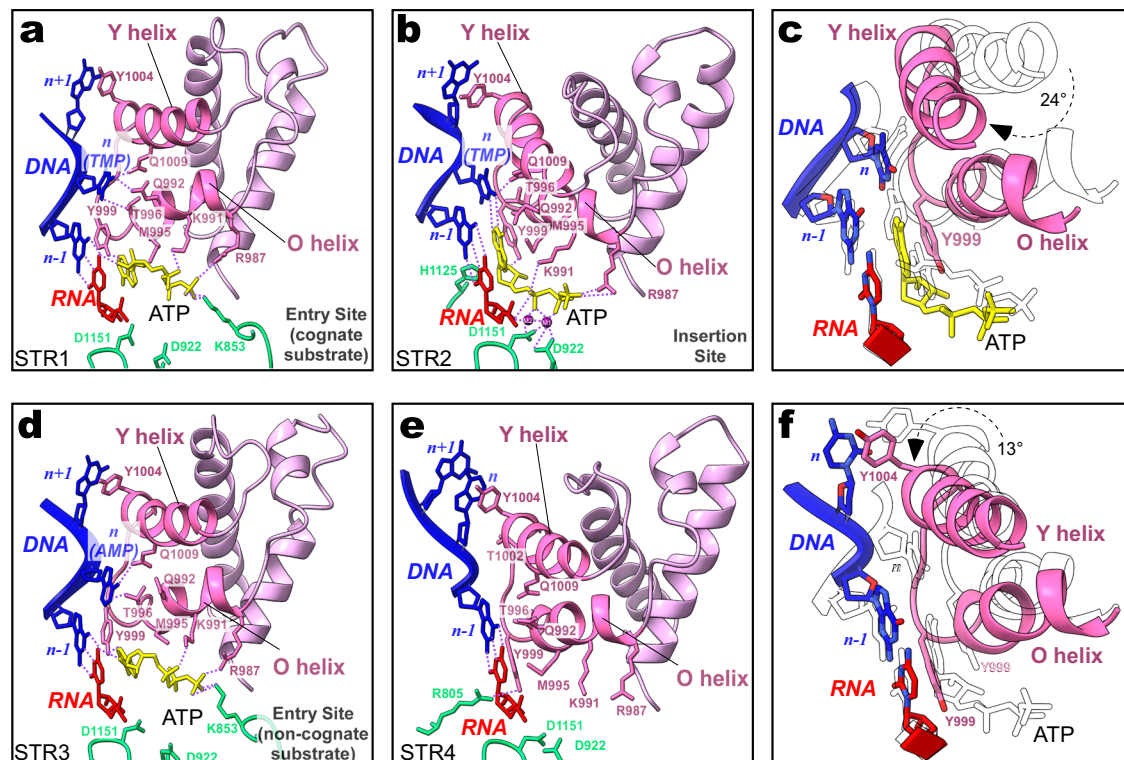 a
Y helix
n+1
Y1004
n
(TMP)
DNA
Q1009
Q992
Y999
T996
K991
M995
O helix
n-1
R987
RNA
ATP
Entry Site
(cognate
substrate)
D1151
D922
K853
STR1
b
Y helix
n+1
Y1004
n
(TMP)
DNA
Q1009
T996
Q992
Y999
M995
n-1
K991
O helix
H1125
R987
RNA
ATP
D1151
D922
Insertion
Site
STR2
c
Y helix
24°
DNA
n
n-1
Y999
O helix
RNA
ATP
d
Y helix
n+1
Y1004
DNA
n
(AMP)
Q1009
Q992
T996
M995
K991
Y999
n-1
R987
O helix
RNA
ATP
K853
D1151
D922
Entry Site
(non-cognate
substrate)
STR3
e
Y helix
n+1
n
Y1004
DNA
T1002
Q1009
T996
Q992
n-1
Y999
M995
K991
R987
O helix
R805
RNA
D1151
D922
STR4
f
13°
n
Y1004
DNA
Y helix
n
n-1
O helix
Y999
RNA
Y999
ATP